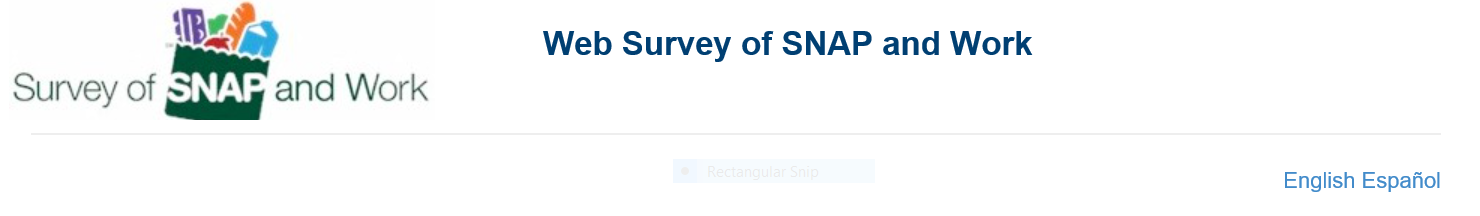 Web Survey of SNAP and Work
Survey of SNAP and Work
Rectangular Snip
English Español